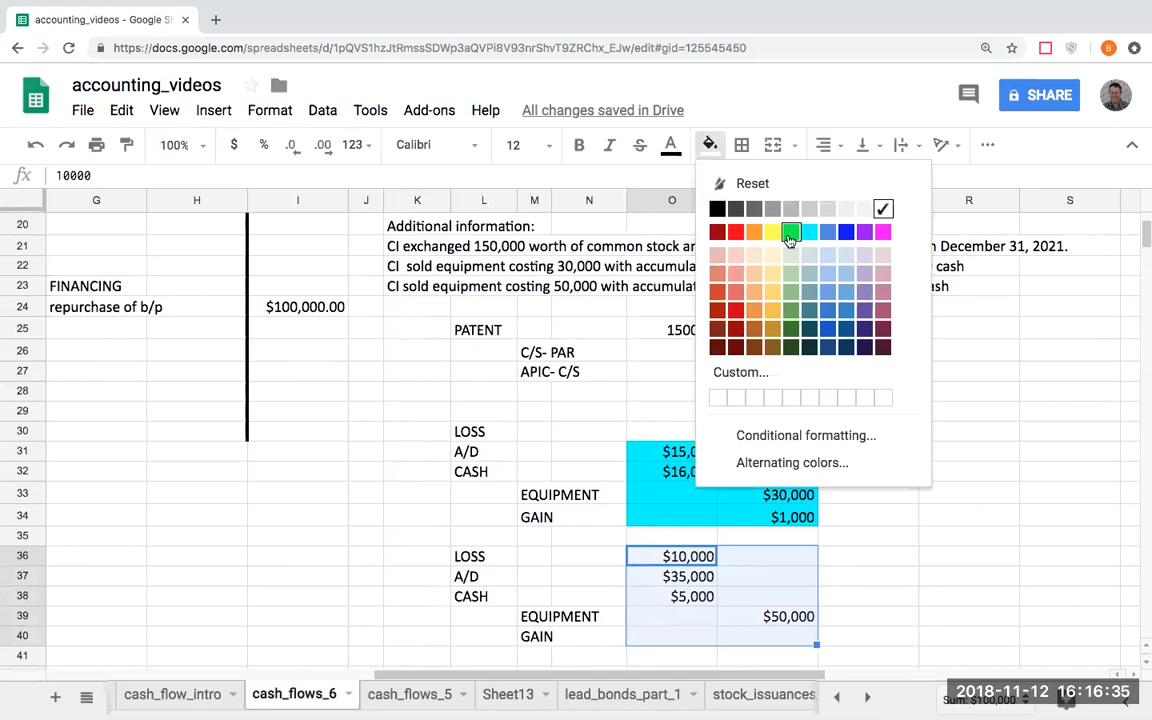 accounting_videos - Google Sh
https://docs.google.com/spreadsheets/d/1pQVS1hzJtRmssSDWp3aQVPi8V93nrShvT9ZRChx_EJw/edit#gid=125545450
B
accounting_videos
File Edit View Insert Format Data Tools Add-ons Help All changes saved in Drive
SHARE
100% $ % .0 .00 123 Calibri 12 B I S A
fx 10000
G H I J K L M N O R S
20 Additional information:
21 CI exchanged 150,000 worth of common stock an December 31, 2021.
22 CI sold equipment costing 30,000 with accumula cash
23 FINANCING CI sold equipment costing 50,000 with accumula sh
24 repurchase of b/p $100,000.00
25 PATENT 1500
26 C/S- PAR
27 APIC- C/S
28
29
30 LOSS
31 A/D $15,0
32 CASH $16,0
33 EQUIPMENT $30,000
34 GAIN $1,000
35
36 LOSS $10,000
37 A/D $35,000
38 CASH $5,000
39 EQUIPMENT $50,000
40 GAIN
41
Reset
Custom...
Conditional formatting...
Alternating colors...
cash_flow_intro cash_flows_6 cash_flows_5 Sheet13 lead_bonds_part_1 stock_issuances
2018-11-12 16:16:35